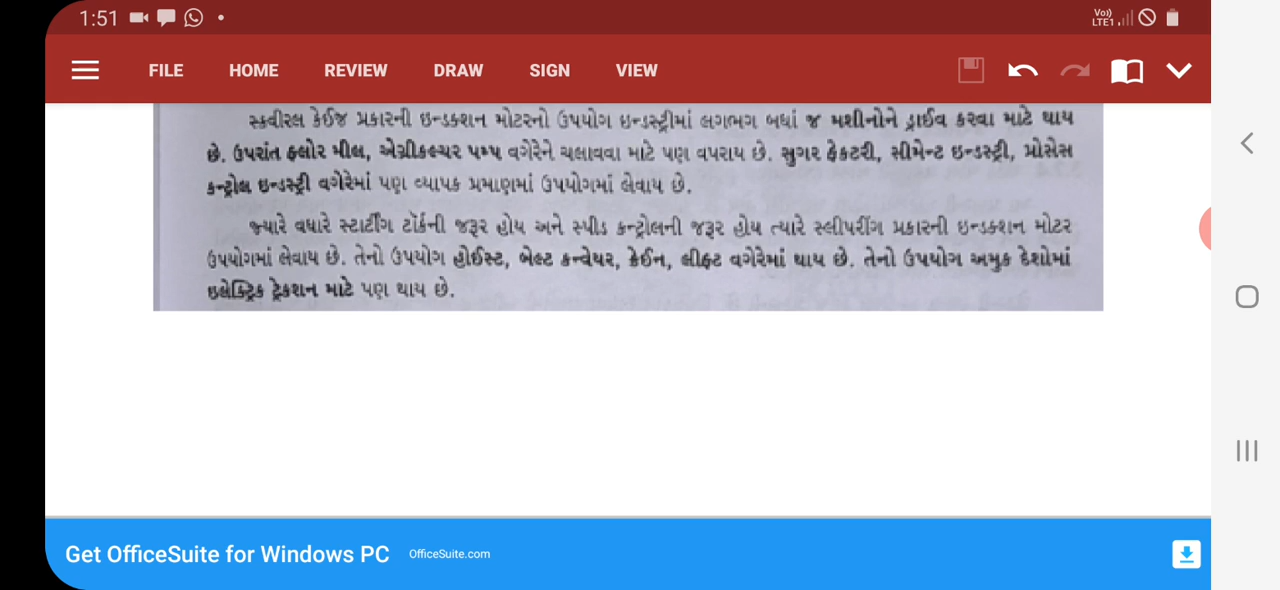 1:51
Vo)) LTE1
FILE HOME REVIEW DRAW SIGN VIEW
સ્કવીરલ કેઈજ પ્રકારની ઇન્ડક્શન મોટરનો ઉપયોગ ઇન્ડસ્ટ્રીમાં લગભગ બધાં જ મશીનોને ડ્રાઈવ કરવા માટે થાય
છે. ઉપરાંત ફ્લોર મીલ, એગ્રીકલ્ચર પમ્પ વગેરેને ચલાવવા માટે પણ વપરાય છે. સુગર ફેક્ટરી, સીમેન્ટ ઇન્ડસ્ટ્રી, પ્રોસેસ
કન્ટ્રોલ ઇન્ડસ્ટ્રી વગેરેમાં પણ વ્યાપક પ્રમાણમાં ઉપયોગમાં લેવાય છે.
જ્યારે વધારે સ્ટાર્ટીંગ ટૉર્કની જરૂર હોય અને સ્પીડ કન્ટ્રોલની જરૂર હોય ત્યારે સ્લીપરીંગ પ્રકારની ઇન્ડક્શન મોટર
ઉપયોગમાં લેવાય છે. તેનો ઉપયોગ હોઈસ્ટ, બેલ્ટ કન્વેયર, ક્રેઈન, લીફ્ટ વગેરેમાં થાય છે. તેનો ઉપયોગ અમુક દેશોમાં
ઇલેક્ટ્રિક ટ્રેક્શન માટે પણ થાય છે.
Get OfficeSuite for Windows PC OfficeSuite.com